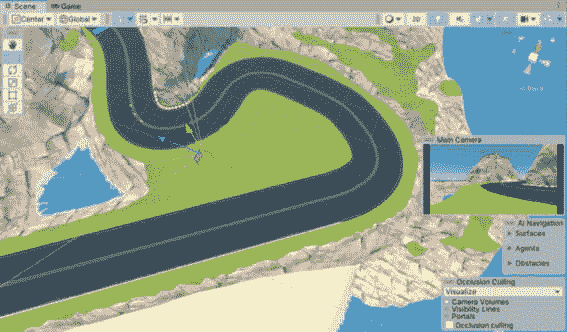 Scene Game
Center Global 2D
Back
Main Camera
AI Navigation
Surfaces
Agents
Obstacles
Occlusion Culling
Visualize
Camera Volumes
Visibility Lines
Portals
Occlusion culling